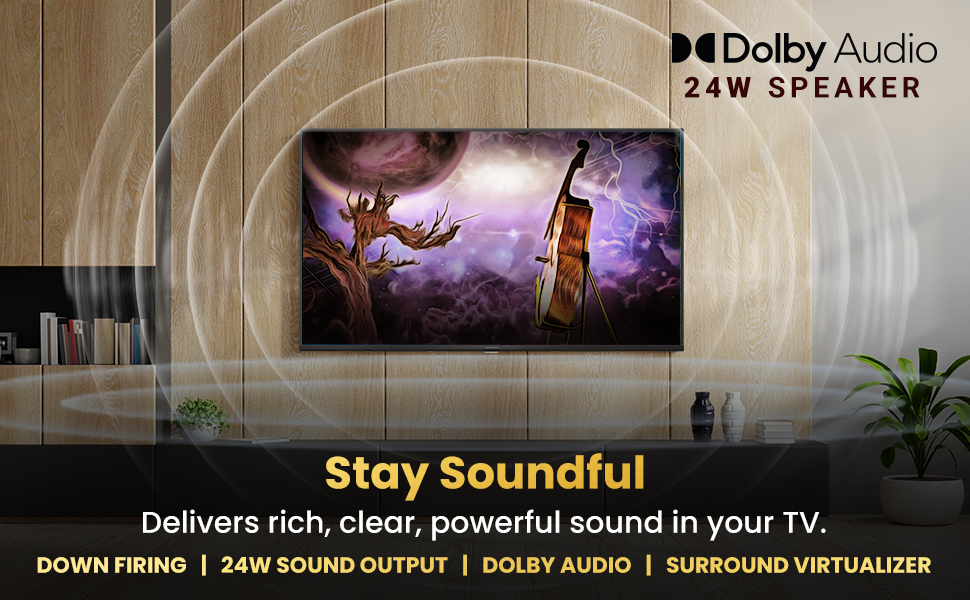 Dolby Audio
24W SPEAKER
Stay Soundful
Delivers rich, clear, powerful sound in your TV.
DOWN FIRING | 24W SOUND OUTPUT | DOLBY AUDIO | SURROUND VIRTUALIZER